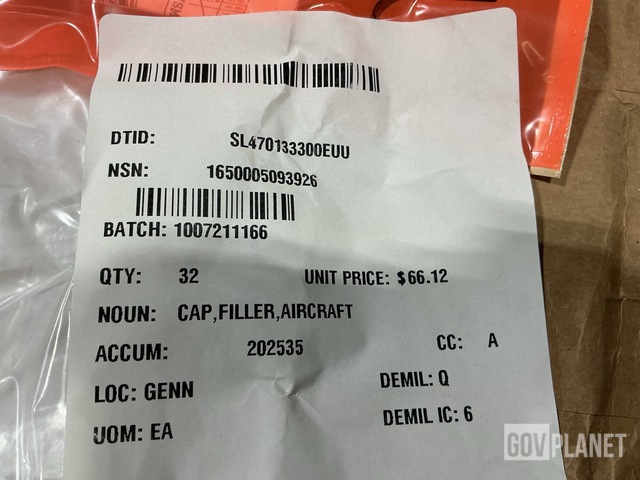 DTID: SL470133300EUU
NSN: 1650005093926
BATCH: 1007211166
QTY: 32 UNIT PRICE: $66.12
NOUN: CAP,FILLER,AIRCRAFT
ACCUM: 202535 CC: A
LOC: GENN DEMIL: Q
UOM: EA DEMIL IC: 6
GOVPLANET